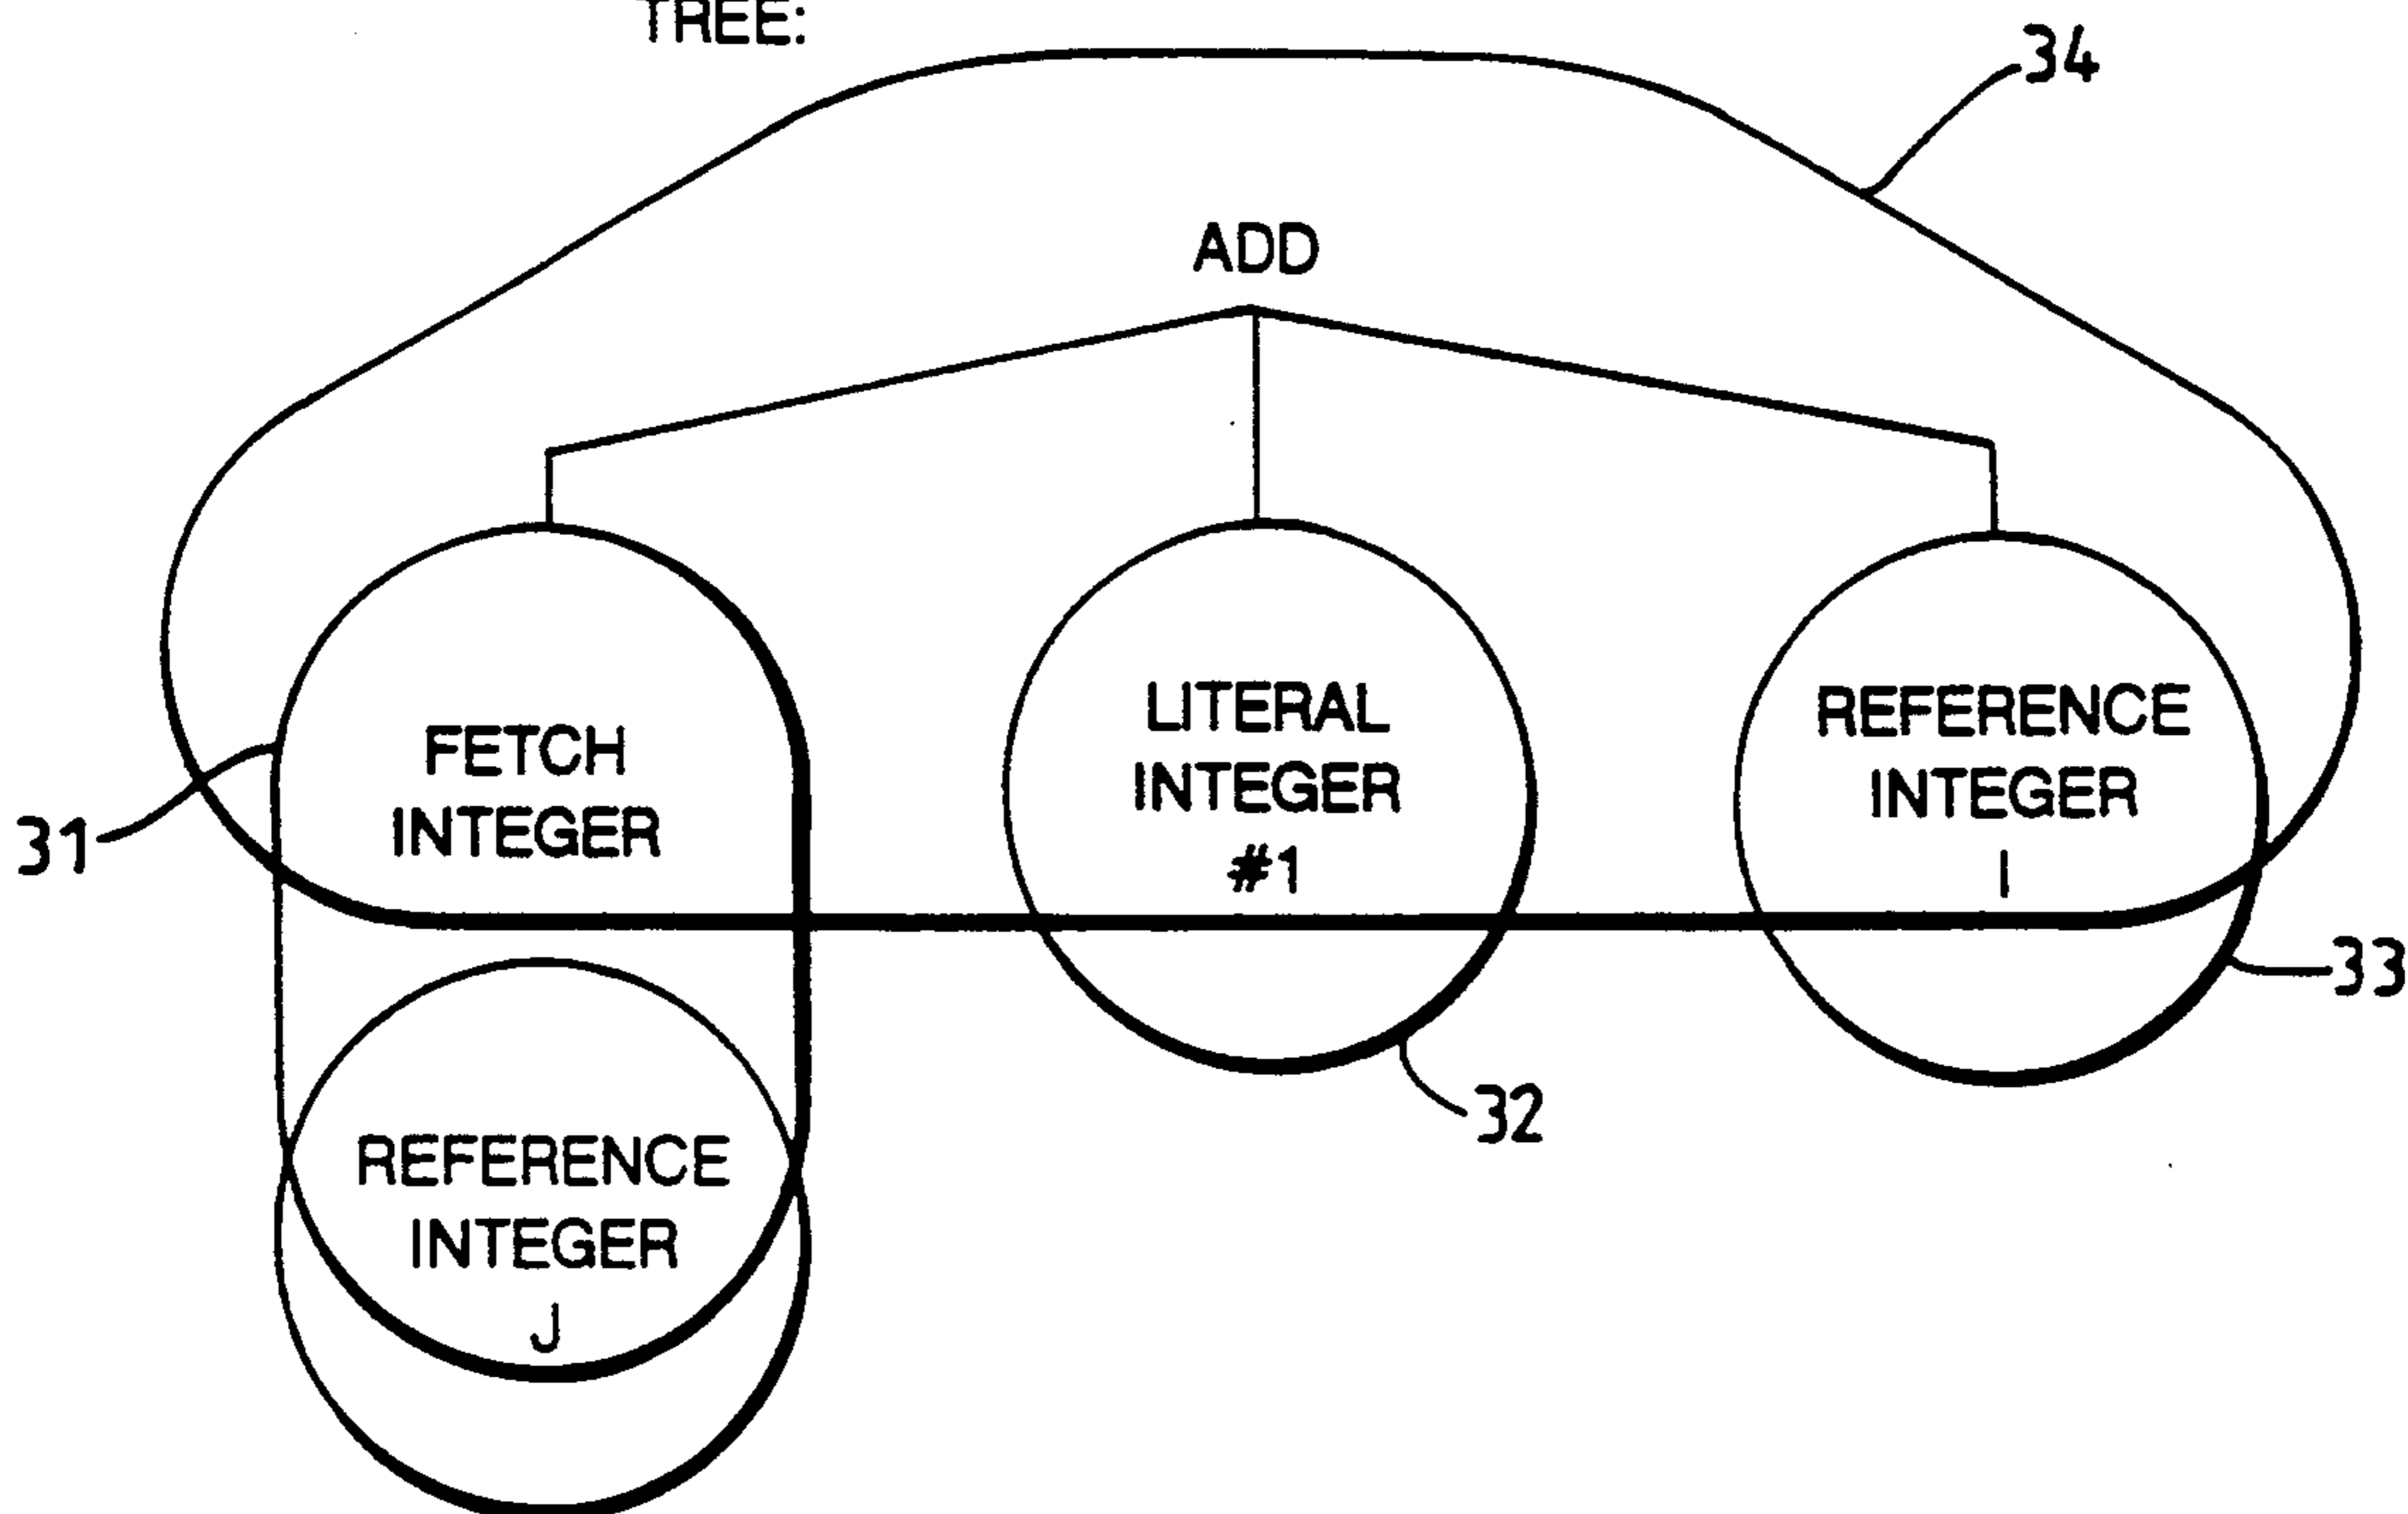 TREE:
34
ADD
FETCH
INTEGER
31
LITERAL
INTEGER
#1
32
REFERENCE
INTEGER
I
33
REFERENCE
INTEGER
J